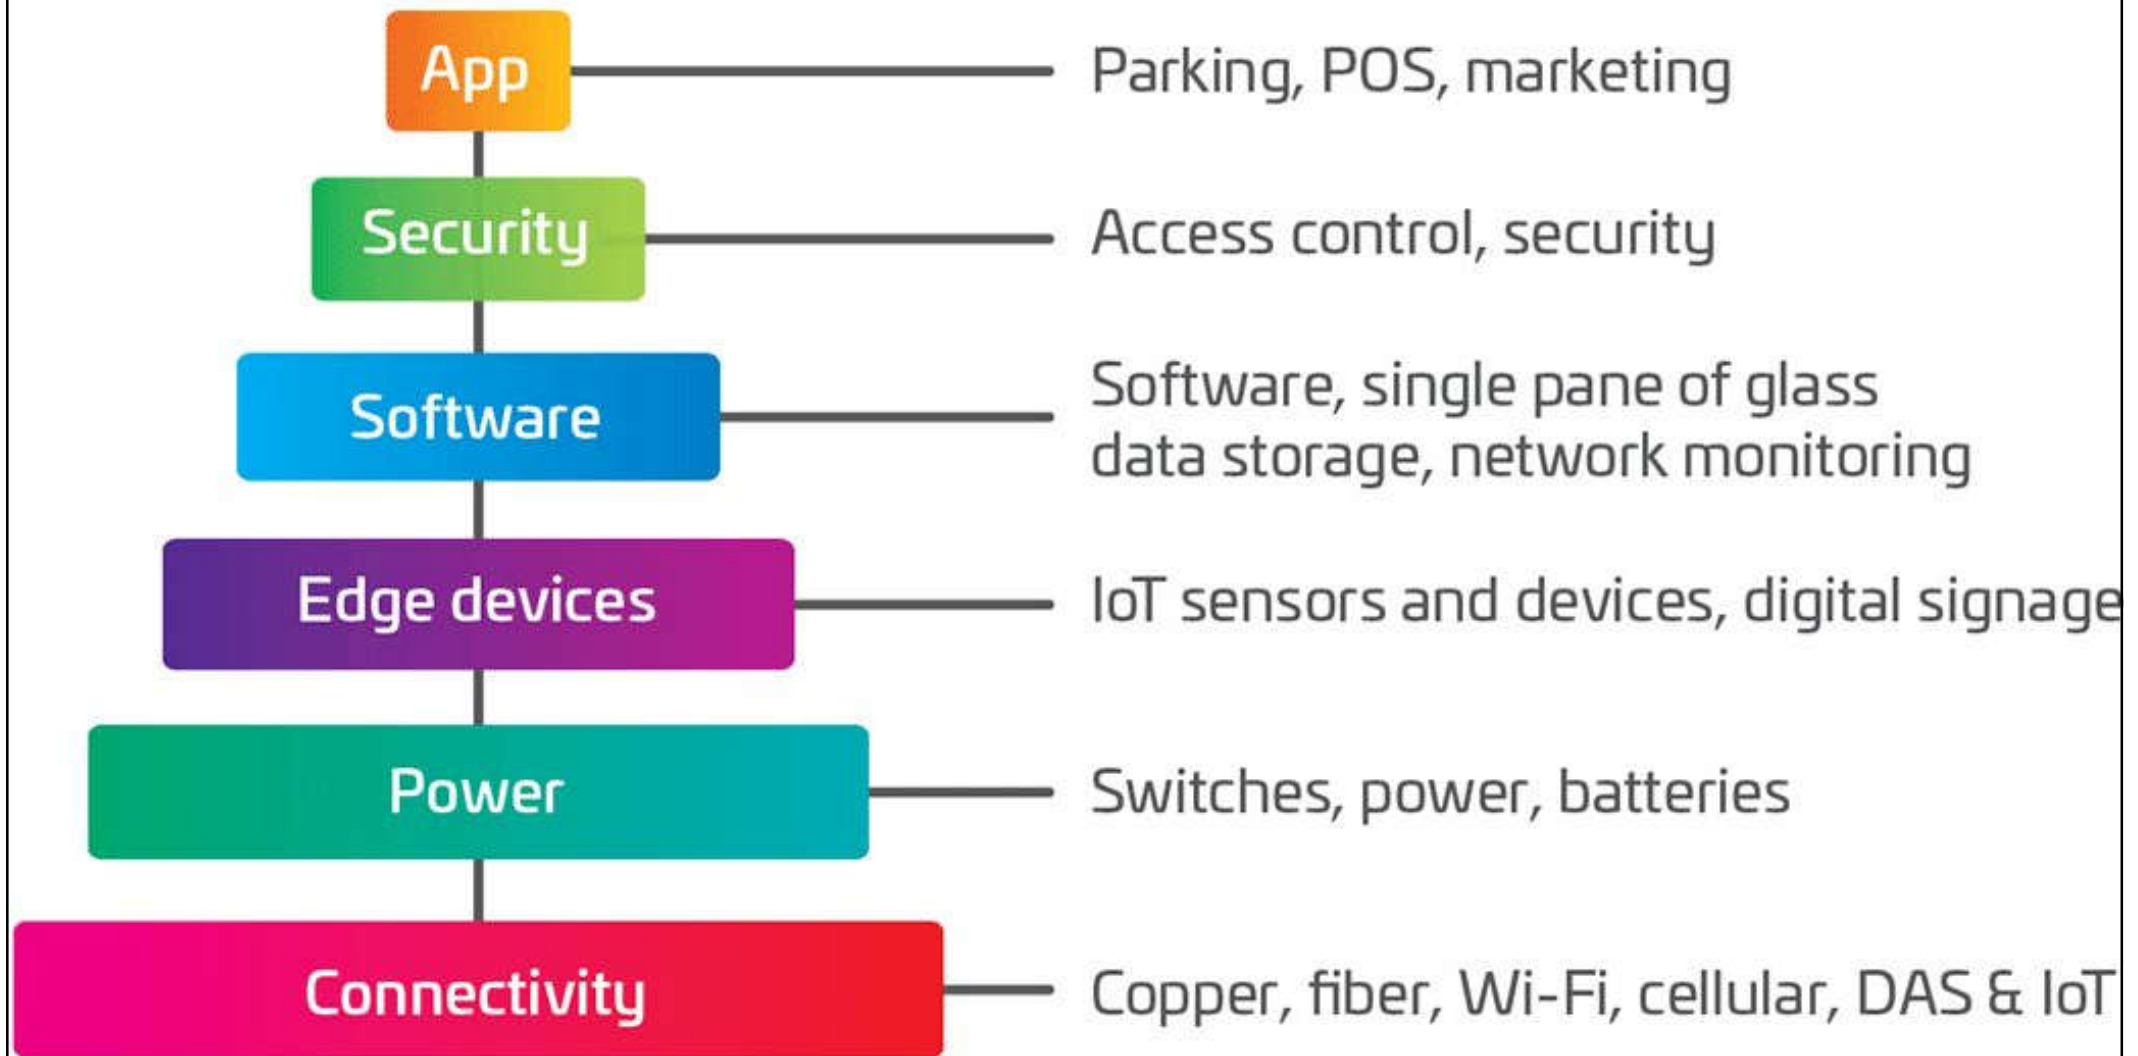 App
Parking, POS, marketing
Security
Access control, security
Software
Software, single pane of glass
data storage, network monitoring
Edge devices
IoT sensors and devices, digital signage
Power
Switches, power, batteries
Connectivity
Copper, fiber, Wi-Fi, cellular, DAS & IoT